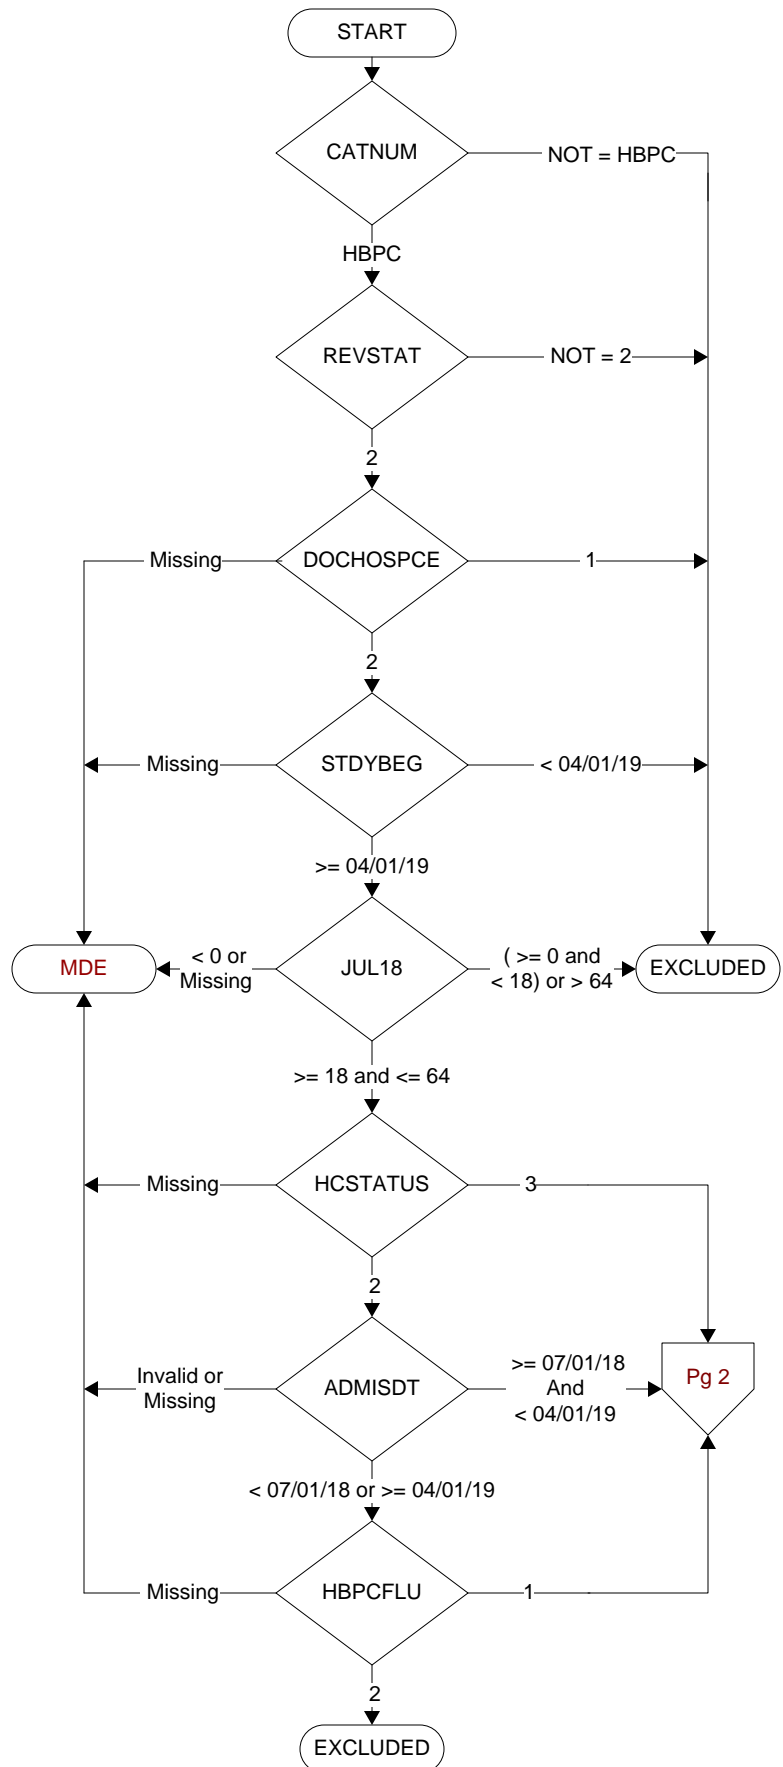 START
CATNUM
NOT = HBPC
HBPC
REVSTAT
NOT = 2
2
Missing
DOCHOSPCE
1
2
Missing
STDYBEG
< 04/01/19
>= 04/01/19
MDE
< 0 or
Missing
JUL18
( >= 0 and
< 18) or > 64
EXCLUDED
>= 18 and <= 64
Missing
HCSTATUS
3
2
Invalid or
Missing
ADMISDT
>= 07/01/18
And
< 04/01/19
Pg 2
< 07/01/18 or >= 04/01/19
Missing
HBPCFLU
1
2
EXCLUDED